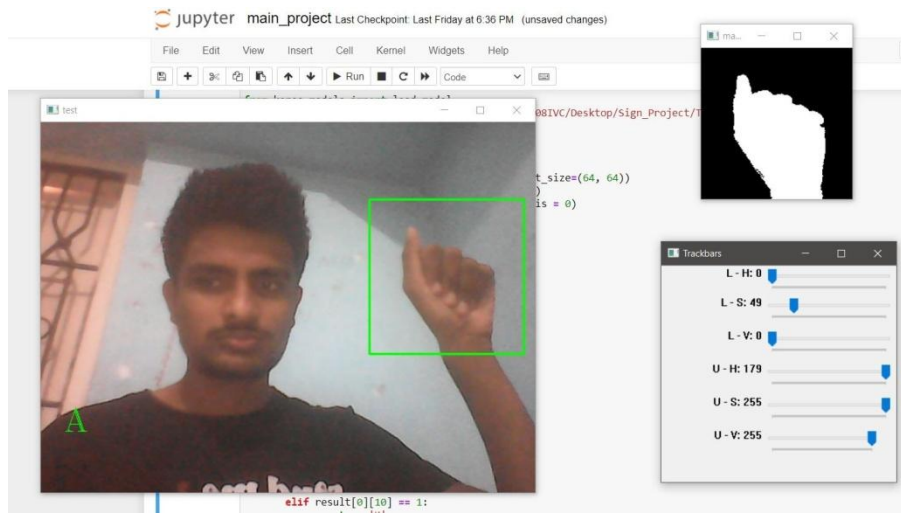 jupyter main_project Last Checkpoint: Last Friday at 6:36 PM (unsaved changes)
File Edit View Insert Cell Kernel Widgets Help
Run Code
ma..
test
from keras.models import load_model
08IVC/Desktop/Sign_Project/T
t_size=(64, 64))
)
is = 0)
Trackbars
L - H: 0
L - S: 49
L - V: 0
U - H: 179
U - S: 255
U - V: 255
A
elif result[0][10] == 1: